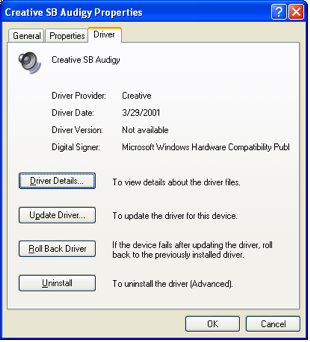 Creative SB Audigy Properties
General Properties Driver
Creative SB Audigy
Driver Provider: Creative
Driver Date: 3/29/2001
Driver Version: Not available
Digital Signer: Microsoft Windows Hardware Compatibility Publ
Driver Details... To view details about the driver files.
Update Driver... To update the driver for this device.
Roll Back Driver If the device fails after updating the driver, roll
back to the previously installed driver.
Uninstall To uninstall the driver (Advanced).
OK Cancel